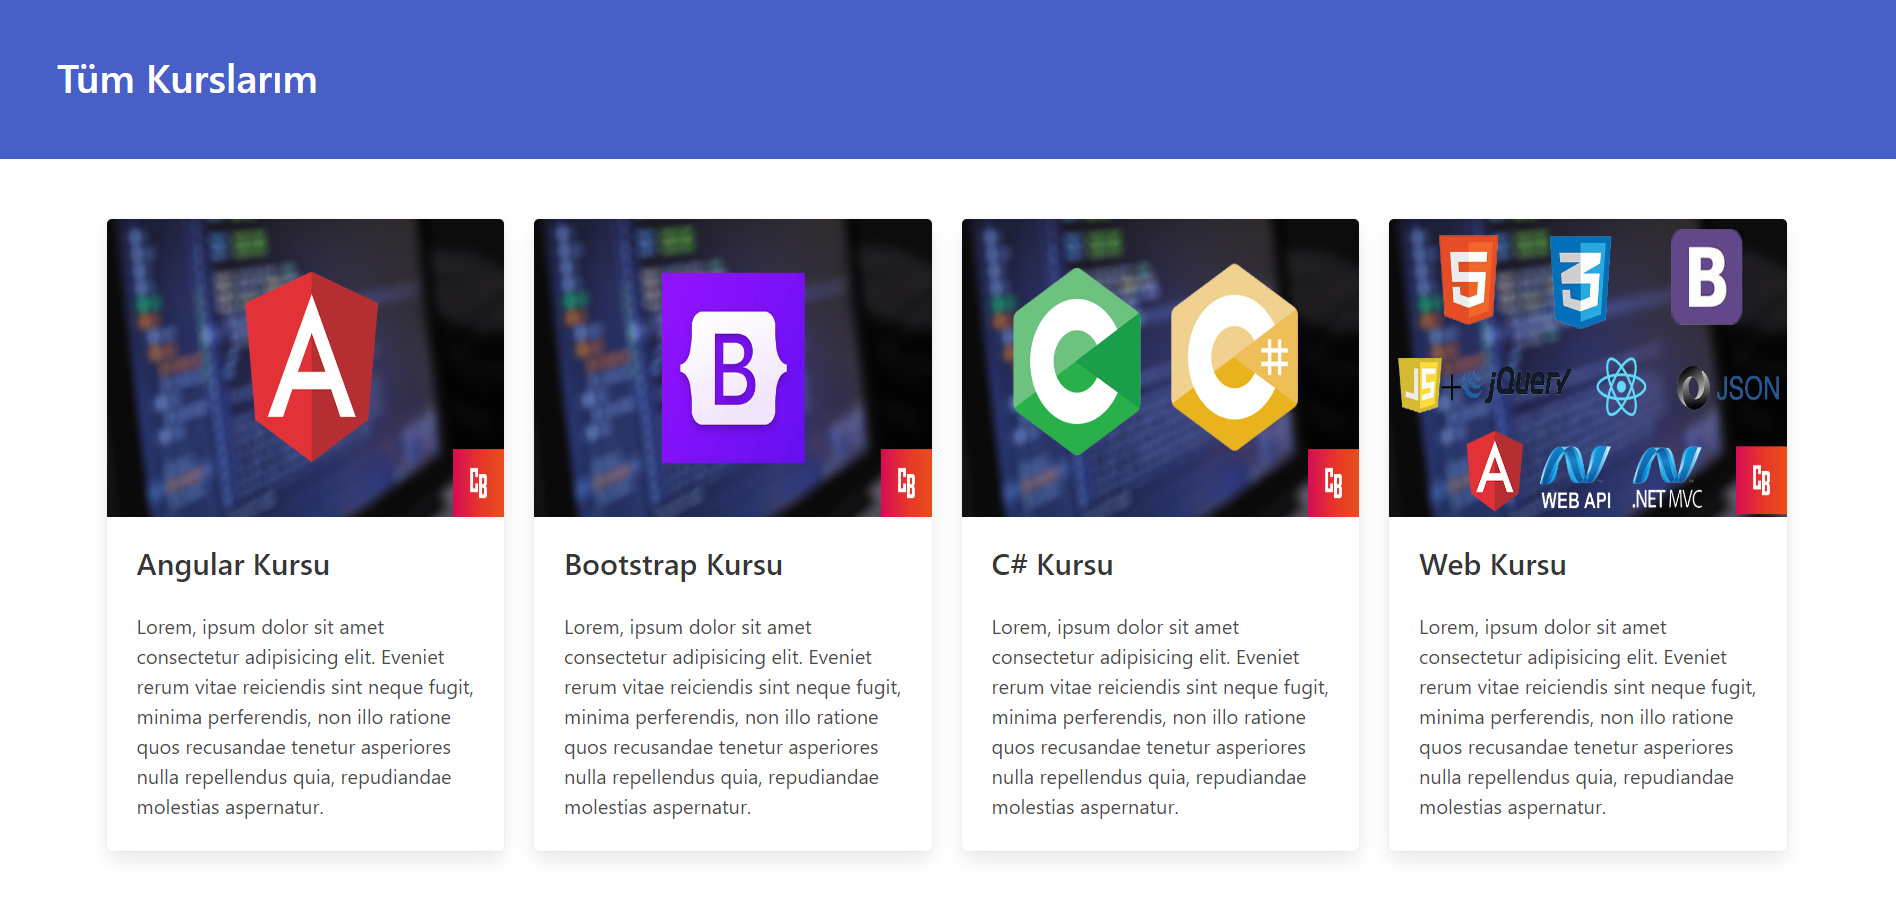 Tüm Kurslarım
A
CB
B
CB
C
C#
CB
5
3
B
JS+jQuery
JSON
A
WEB API
.NET MVC
CB
Angular Kursu
Lorem, ipsum dolor sit amet
consectetur adipisicing elit. Eveniet
rerum vitae reiciendis sint neque fugit,
minima perferendis, non illo ratione
quos recusandae tenetur asperiores
nulla repellendus quia, repudiandae
molestias aspernatur.
Bootstrap Kursu
Lorem, ipsum dolor sit amet
consectetur adipisicing elit. Eveniet
rerum vitae reiciendis sint neque fugit,
minima perferendis, non illo ratione
quos recusandae tenetur asperiores
nulla repellendus quia, repudiandae
molestias aspernatur.
C# Kursu
Lorem, ipsum dolor sit amet
consectetur adipisicing elit. Eveniet
rerum vitae reiciendis sint neque fugit,
minima perferendis, non illo ratione
quos recusandae tenetur asperiores
nulla repellendus quia, repudiandae
molestias aspernatur.
Web Kursu
Lorem, ipsum dolor sit amet
consectetur adipisicing elit. Eveniet
rerum vitae reiciendis sint neque fugit,
minima perferendis, non illo ratione
quos recusandae tenetur asperiores
nulla repellendus quia, repudiandae
molestias aspernatur.